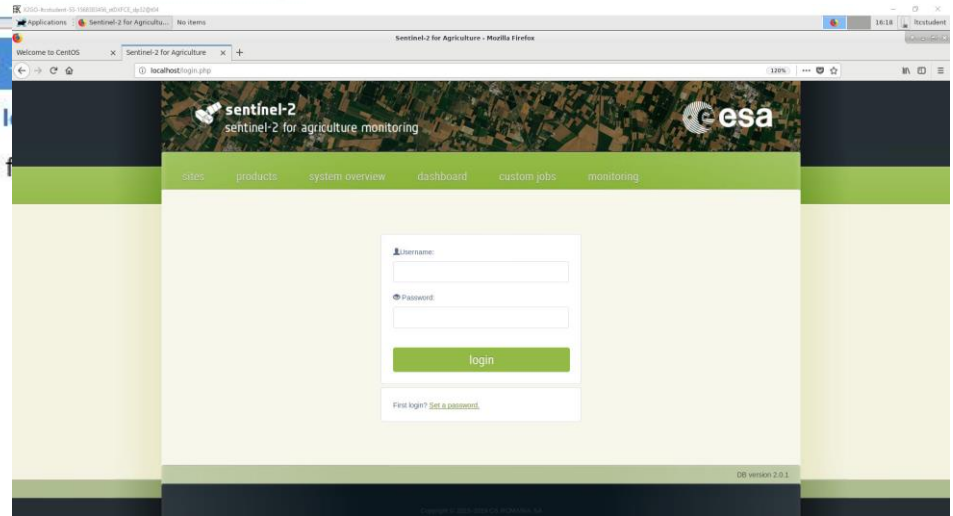 Applications
Sentinel-2 for Agricultu...
No items
16:18
Sentinel-2 for Agriculture - Mozilla Firefox
Welcome to CentOS
Sentinel-2 for Agriculture
+
localhost/login.php
120%
sentinel-2
sentinel-2 for agriculture monitoring
esa
sites
products
system overview
dashboard
custom jobs
monitoring
Username:
Password:
login
First login? Set a password.
DB version 2.0.1